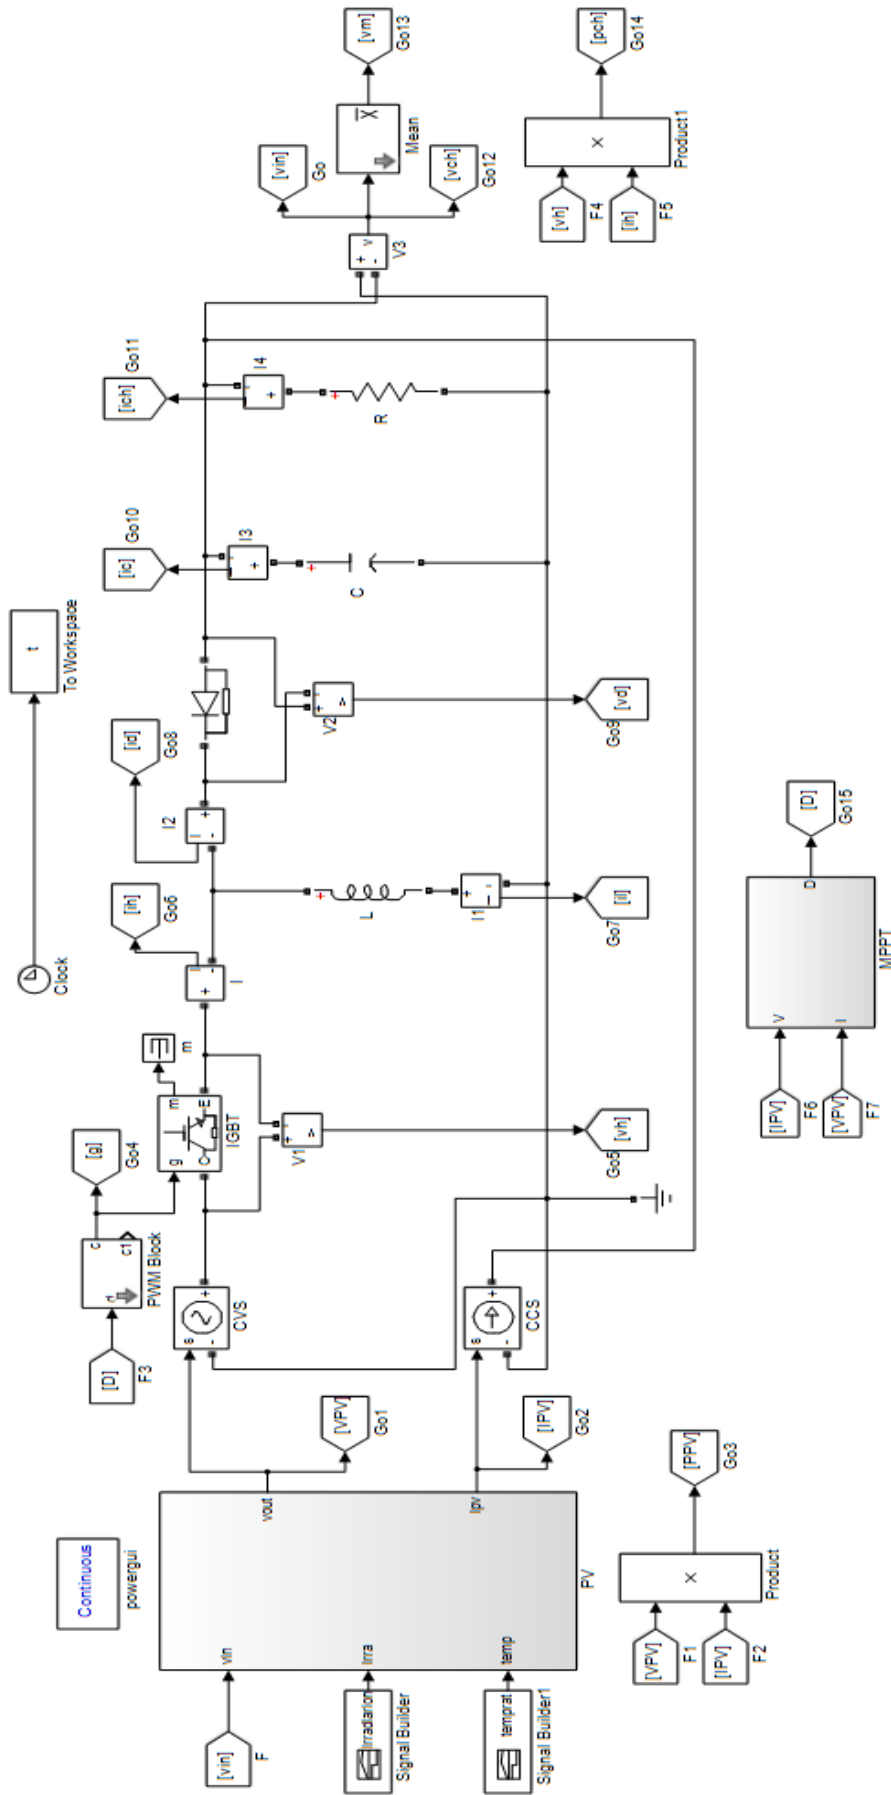 t
To Workspace
Clock
Continuous
powergui
[D]
F3
d
c
c1
PWM Block
[g]
Go4
m
[ih]
Go6
[id]
Go8
[ic]
Go10
[ich]
Go11
s
-
+
CVS
g
m
C
E
IGBT
+
-
I
I
I
-
+
I2
+
I3
+
I4
[vin]
F
vin
Irra
temp
vout
Ipv
PV
Irradiarion
Signal Builder
temprat
Signal Builder1
[VPV]
Go1
[IPV]
Go2
+
-
v
V1
[vh]
Go5
+
L
+
I1
[il]
Go7
+
-
v
V2
[vd]
Go9
+
C
+
R
+
-
v
V3
[vin]
Go
X
Mean
[vm]
Go13
[vch]
Go12
s
-
+
CCS
[vh]
F4
[ih]
F5
×
Product1
[pch]
Go14
[VPV]
F1
[IPV]
F2
×
Product
[PPV]
Go3
[IPV]
F6
[VPV]
F7
V
I
D
MPPT
[D]
Go15